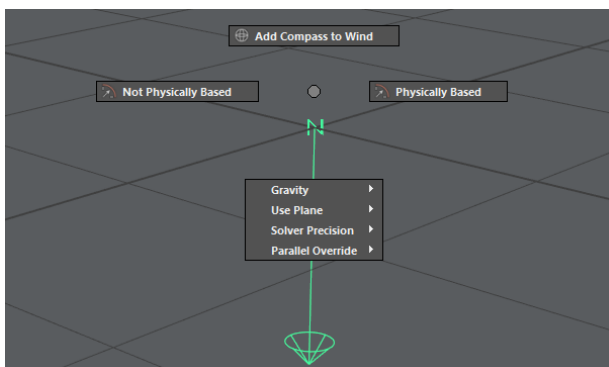 Add Compass to Wind
Not Physically Based
Physically Based
N
Gravity
Use Plane
Solver Precision
Parallel Override